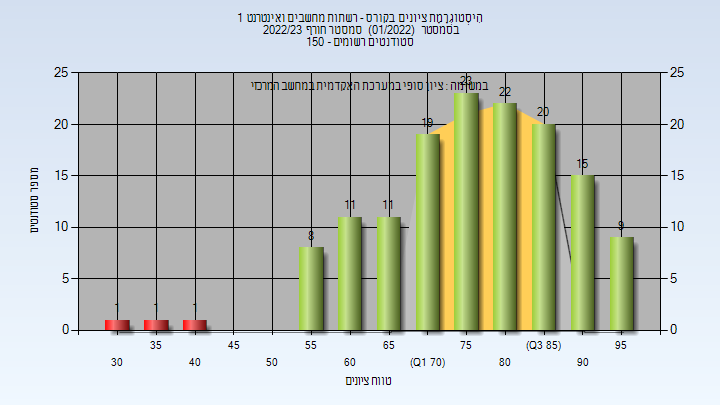 הִיסְטוֹגְרָמַת ציונים בקורס - רשתות מחשבים ואינטרנט 1
בסמסטר (01/2022) סמסטר חורף 2022/23
סטודנטים רשומים - 150
במשימה : ציון סופי במערכת האקדמית במחשב המרכזי
25 25
20 20
15 15
10 10
5 5
0 0
מספר סטודנטים
1 1 1 8 11 11 19 23 22 20 15 9
35 45 55 65 75 (Q3 85) 95
30 40 50 60 (Q1 70) 80 90
טווח ציונים